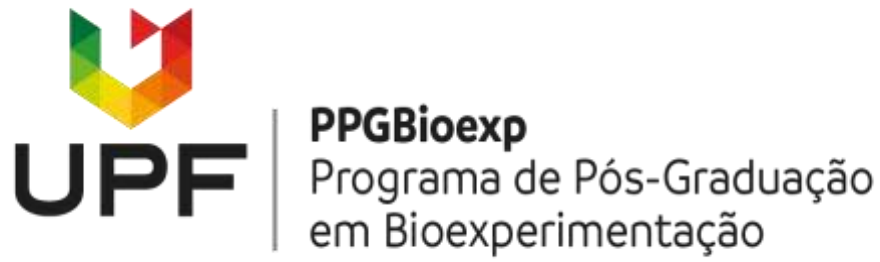 UPF
PPGBioexp
Programa de Pós-Graduação
em Bioexperimentação